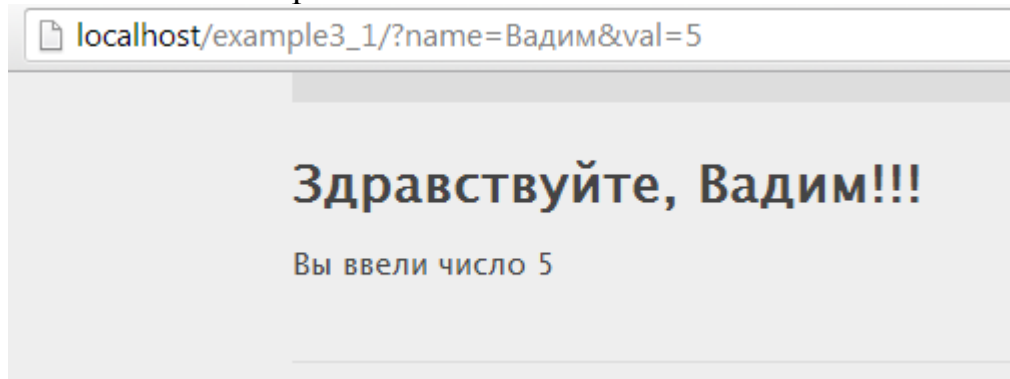 localhost/example3_1/?name=Вадим&val=5
Здравствуйте, Вадим!!!
Вы ввели число 5